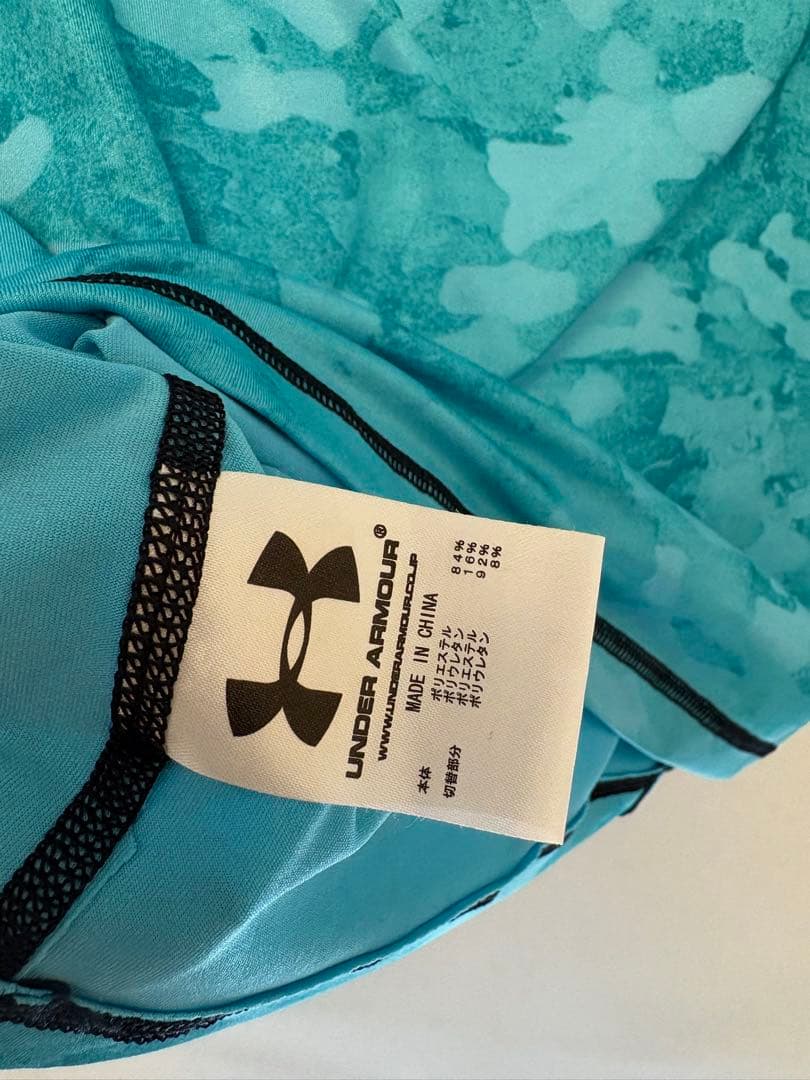 UNDER ARMOUR®
WWW.UNDERARMOUR.CO.JP
MADE IN CHINA
本体 ポリエステル 84%
ポリウレタン 16%
切替部分 ポリエステル 92%
ポリウレタン 8%